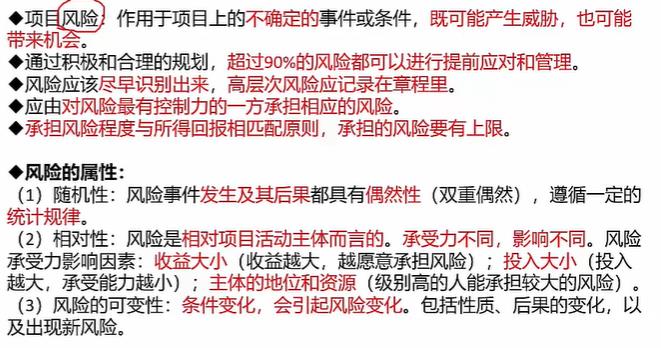 ◆项目风险：作用于项目上的不确定的事件或条件，既可能产生威胁，也可能
带来机会。
◆通过积极和合理的规划，超过90%的风险都可以进行提前应对和管理。
◆风险应该尽早识别出来，高层次风险应记录在章程里。
◆应由对风险最有控制力的一方承担相应的风险。
◆承担风险程度与所得回报相匹配原则，承担的风险要有上限。
◆风险的属性：
（1）随机性：风险事件发生及其后果都具有偶然性（双重偶然），遵循一定的
统计规律。
（2）相对性：风险是相对项目活动主体而言的。承受力不同，影响不同。风险
承受力影响因素：收益大小（收益越大，越愿意承担风险）；投入大小（投入
越大，承受能力越小）；主体的地位和资源（级别高的人能承担较大的风险）。
（3）风险的可变性：条件变化，会引起风险变化。包括性质、后果的变化，以
及出现新风险。